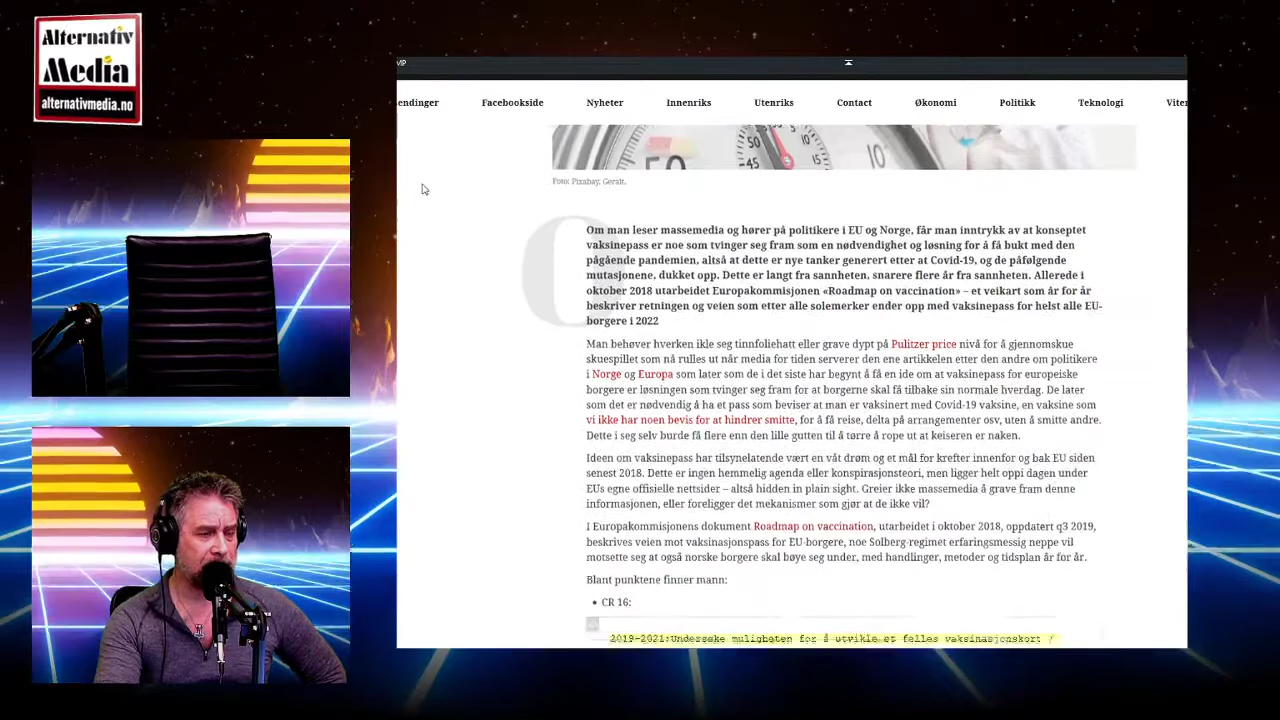 Alternativ
Media
alternativmedia.no
VIP
endinger Facebookside Nyheter Innenriks Utenriks Contact Økonomi Politikk Teknologi Viter
50
50
45
5
10
15
10
Foto: Pixabay, Geralt.
O
Om man leser massemedia og hører på politikere i EU og Norge, får man inntrykk av at konseptet
vaksinepass er noe som tvinger seg fram som en nødvendighet og løsning for å få bukt med den
pågående pandemien, altså at dette er nye tanker generert etter at Covid-19, og de påfølgende
mutasjonene, dukket opp. Dette er langt fra sannheten, snarere flere år fra sannheten. Allerede i
oktober 2018 utarbeidet Europakommisjonen «Roadmap on vaccination» – et veikart som år for år
beskriver retningen og veien som etter alle solemerker ender opp med vaksinepass for helst alle EU-
borgere i 2022
Man behøver hverken ikle seg tinnfoliehatt eller grave dypt på Pulitzer price nivå for å gjennomskue
skuespillet som nå rulles ut når media for tiden serverer den ene artikkelen etter den andre om politikere
i Norge og Europa som later som de i det siste har begynt å få en ide om at vaksinepass for europeiske
borgere er løsningen som tvinger seg fram for at borgerne skal få tilbake sin normale hverdag. De later
som det er nødvendig å ha et pass som beviser at man er vaksinert med Covid-19 vaksine, en vaksine som
vi ikke har noen bevis for at hindrer smitte, for å få reise, delta på arrangementer osv, uten å smitte andre.
Dette i seg selv burde få flere enn den lille gutten til å tørre å rope ut at keiseren er naken.
Ideen om vaksinepass har tilsynelatende vært en våt drøm og et mål for krefter innenfor og bak EU siden
senest 2018. Dette er ingen hemmelig agenda eller konspirasjonsteori, men ligger helt oppi dagen under
EUs egne offisielle nettsider – altså hidden in plain sight. Greier ikke massemedia å grave fram denne
informasjonen, eller foreligger det mekanismer som gjør at de ikke vil?
I Europakommisjonens dokument Roadmap on vaccination, utarbeidet i oktober 2018, oppdatert q3 2019,
beskrives veien mot vaksinasjonspass for EU-borgere, noe Solberg-regimet erfaringsmessig neppe vil
motsette seg at også norske borgere skal bøye seg under, med handlinger, metoder og tidsplan år for år.
Blant punktene finner mann:
• CR 16:
2019-2021:Undersøke muligheten for å utvikle et felles vaksinasjonskort /